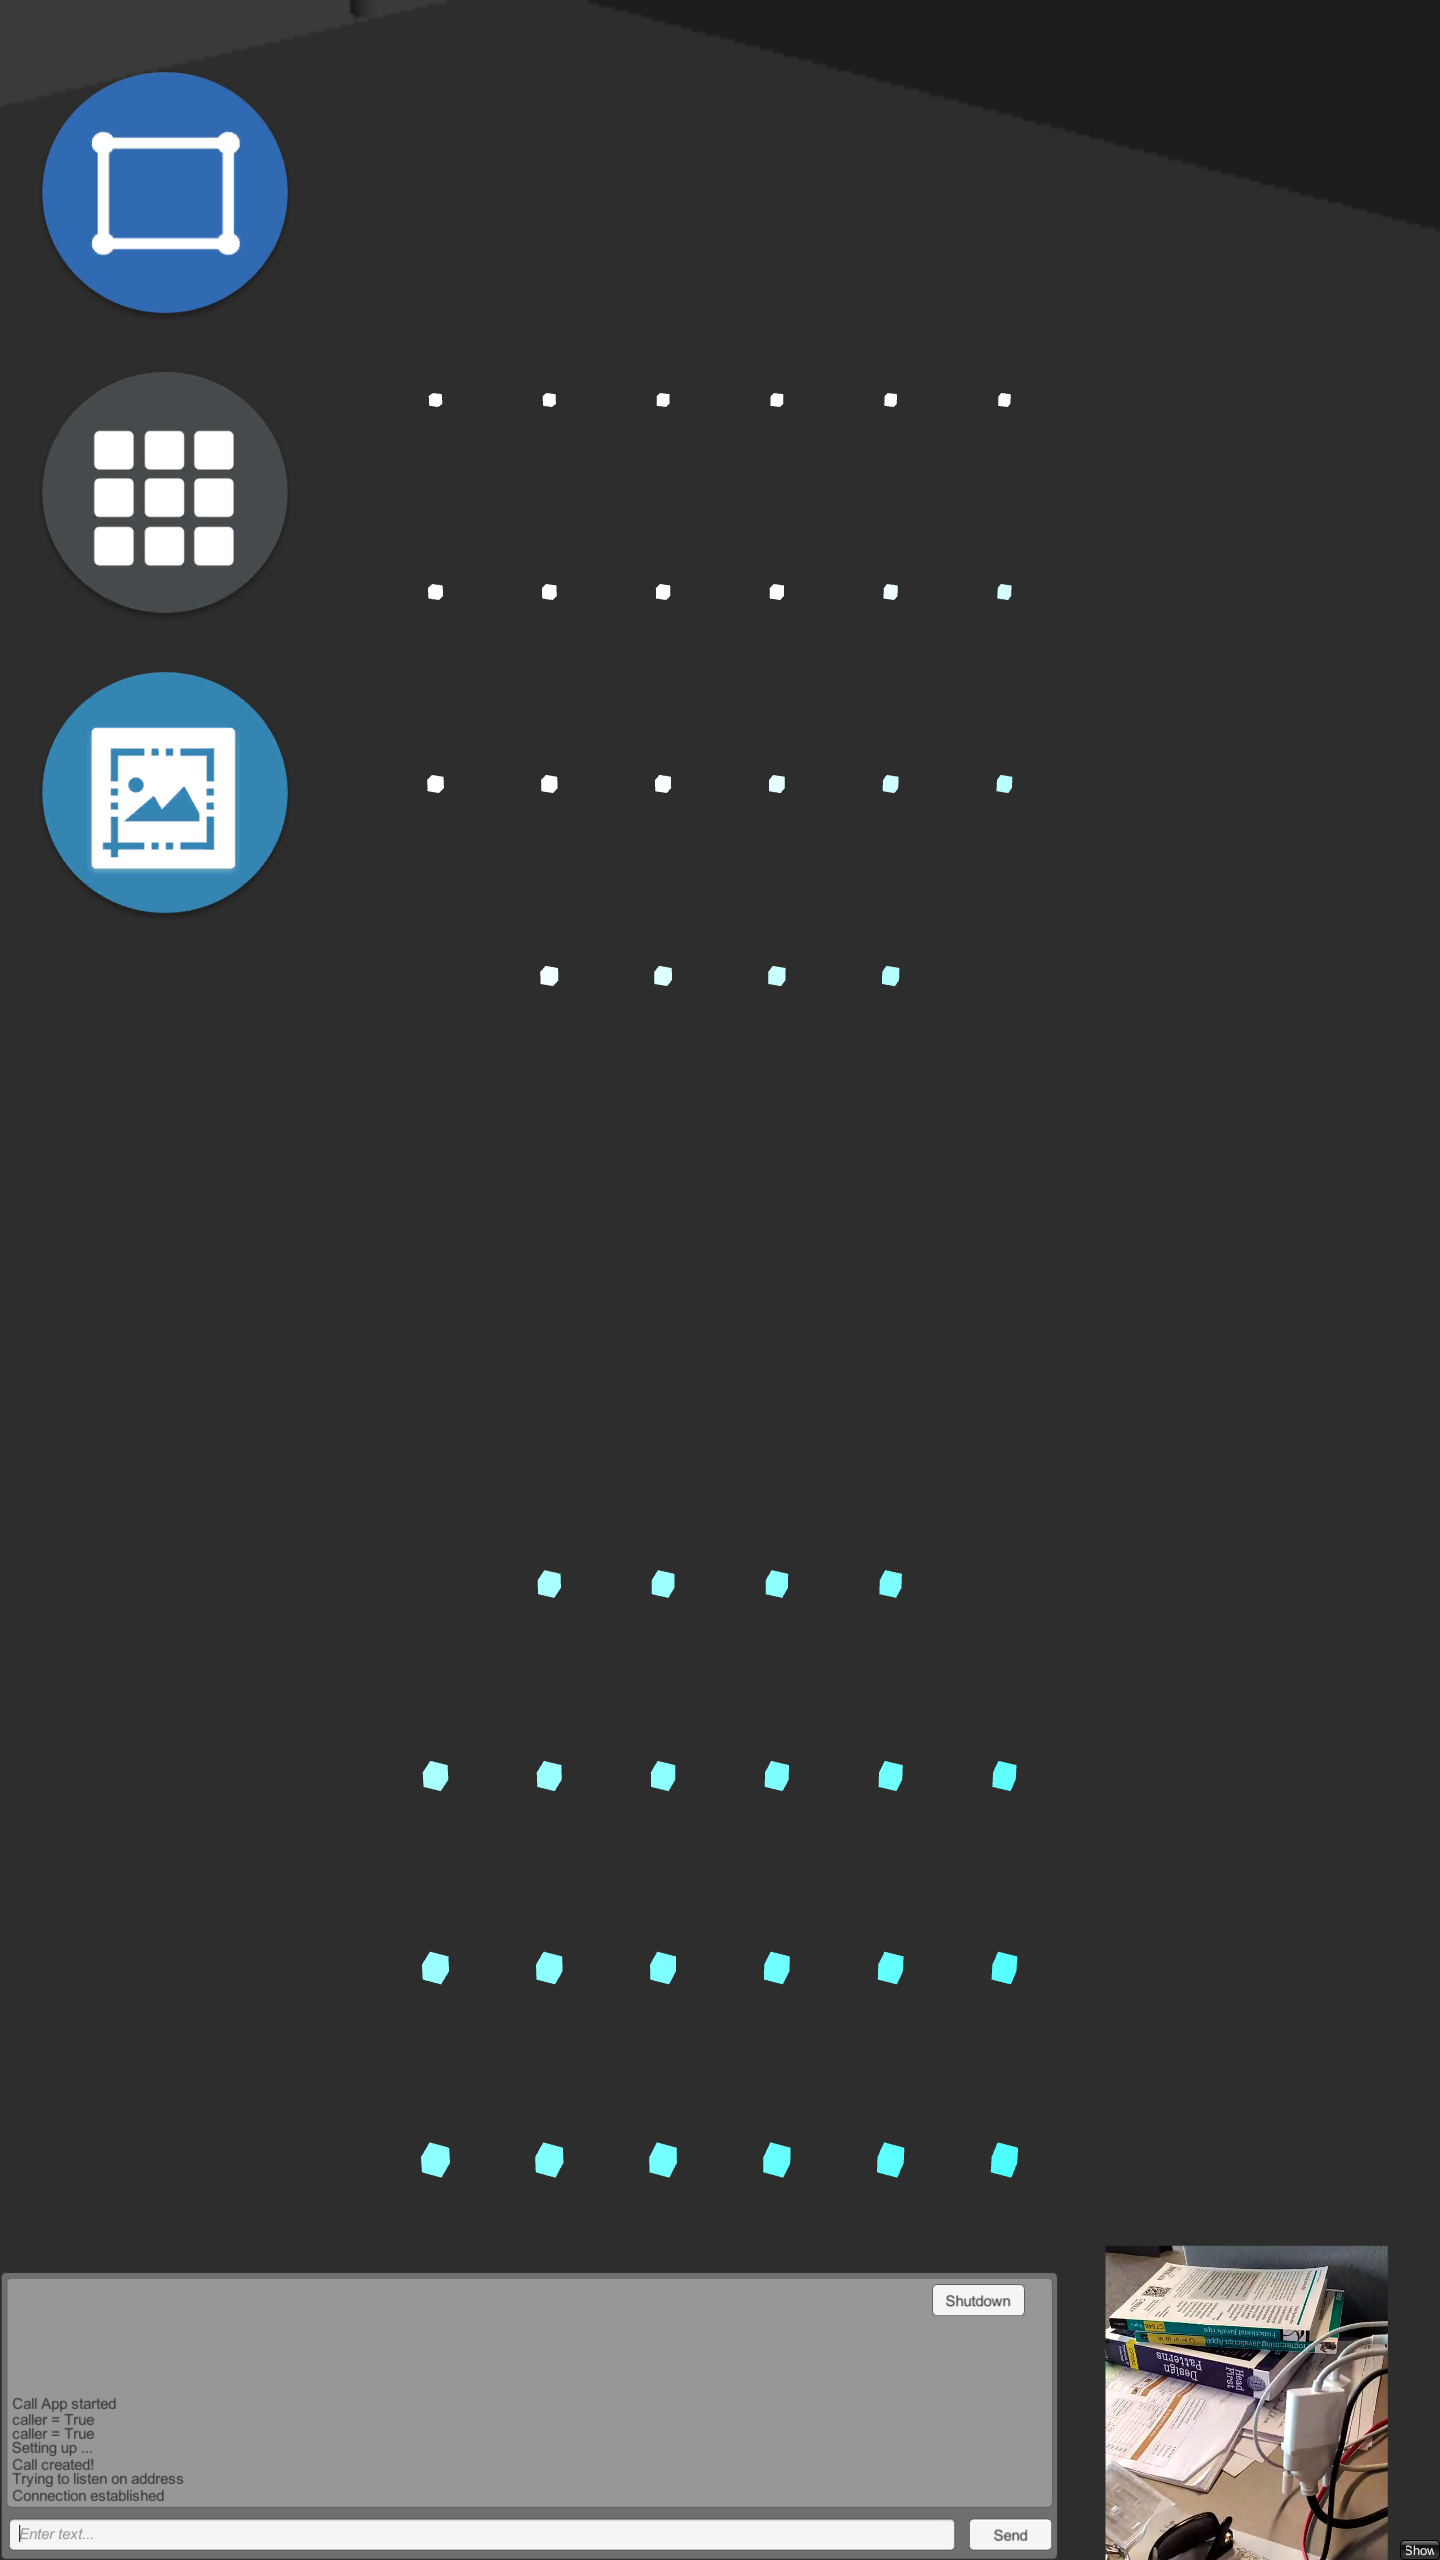 Shutdown
Call App started
caller = True
caller = True
Setting up ...
Call created!
Trying to listen on address
Connection established
Enter text...
Send
Functional JavaScript
Programming JavaScript Appl
Head First
Design
Patterns
Show